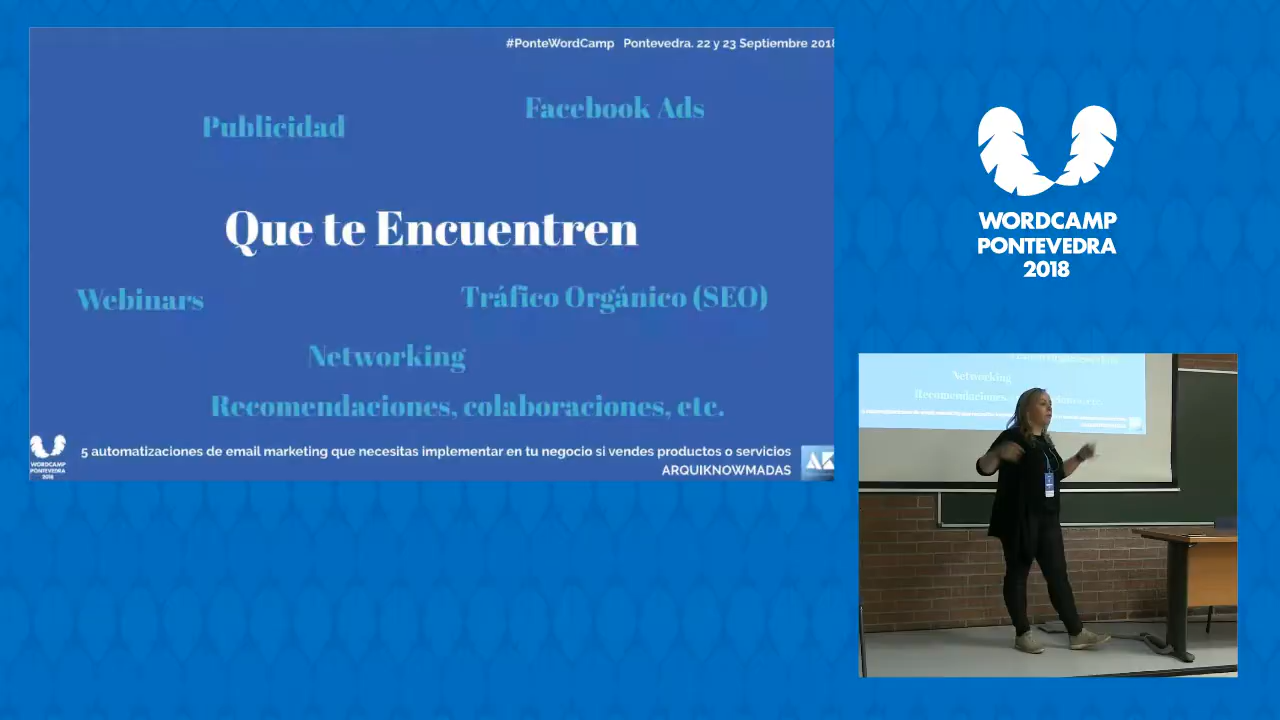 #PonteWordCamp Pontevedra. 22 y 23 Septiembre 2018
Facebook Ads
Publicidad
Que te Encuentren
Webinars
Tráfico Orgánico (SEO)
Networking
Recomendaciones, colaboraciones, etc.
WORDCAMP
PONTEVEDRA
2018
5 automatizaciones de email marketing que necesitas implementar en tu negocio si vendes productos o servicios
ARQUIKNOWMADAS
AK
WORDCAMP
PONTEVEDRA
2018
Networking
Recomendaciones,